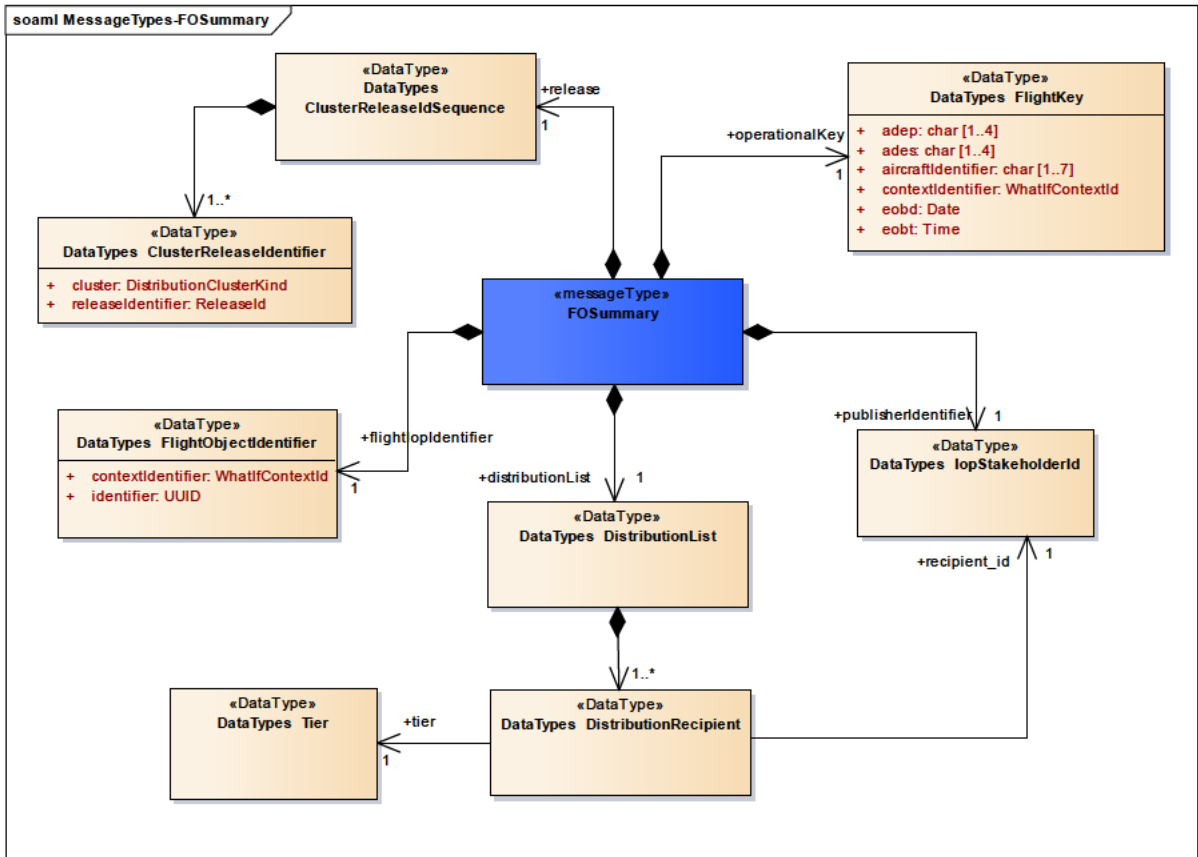 soaml MessageTypes-FOSummary
«DataType»
DataTypes
ClusterReleaseIdSequence
+release
1
«DataType»
DataTypes FlightKey
+ adep: char [1..4]
+ ades: char [1..4]
+ aircraftIdentifier: char [1..7]
+ contextIdentifier: WhatIfContextId
+ eobd: Date
+ eobt: Time
+operationalKey
1
1..*
«DataType»
DataTypes ClusterReleaseIdentifier
+ cluster: DistributionClusterKind
+ releaseIdentifier: ReleaseId
«messageType»
FOSummary
«DataType»
DataTypes FlightObjectIdentifier
+ contextIdentifier: WhatIfContextId
+ identifier: UUID
+flightIopIdentifier
1
+publisherIdentifier
1
«DataType»
DataTypes IopStakeholderId
+distributionList
1
«DataType»
DataTypes DistributionList
+recipient_id
1
1..*
«DataType»
DataTypes Tier
+tier
1
«DataType»
DataTypes DistributionRecipient